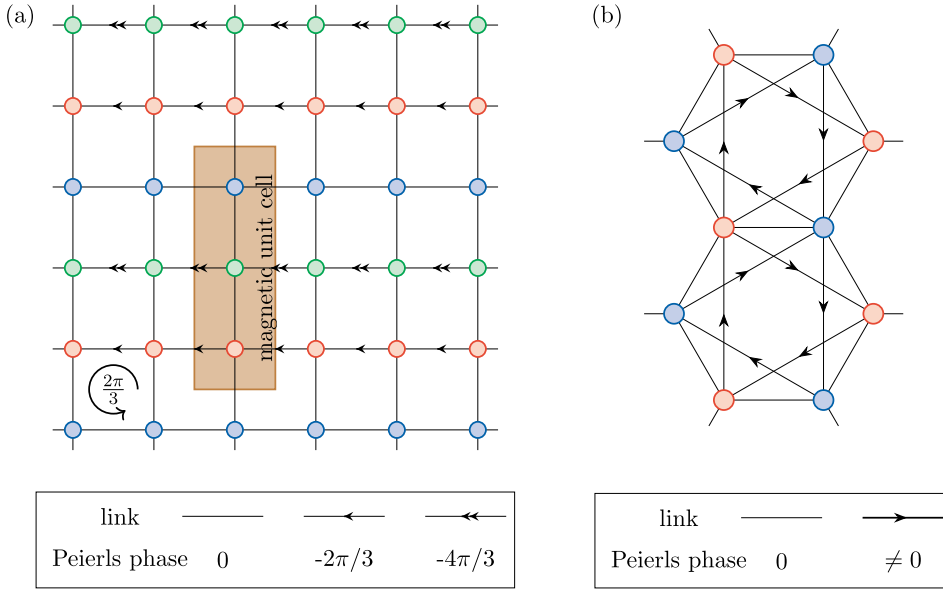 (a)
(b)
magnetic unit cell
2π
3
link
Peierls phase 0 -2π/3 -4π/3
link
Peierls phase 0 ≠ 0